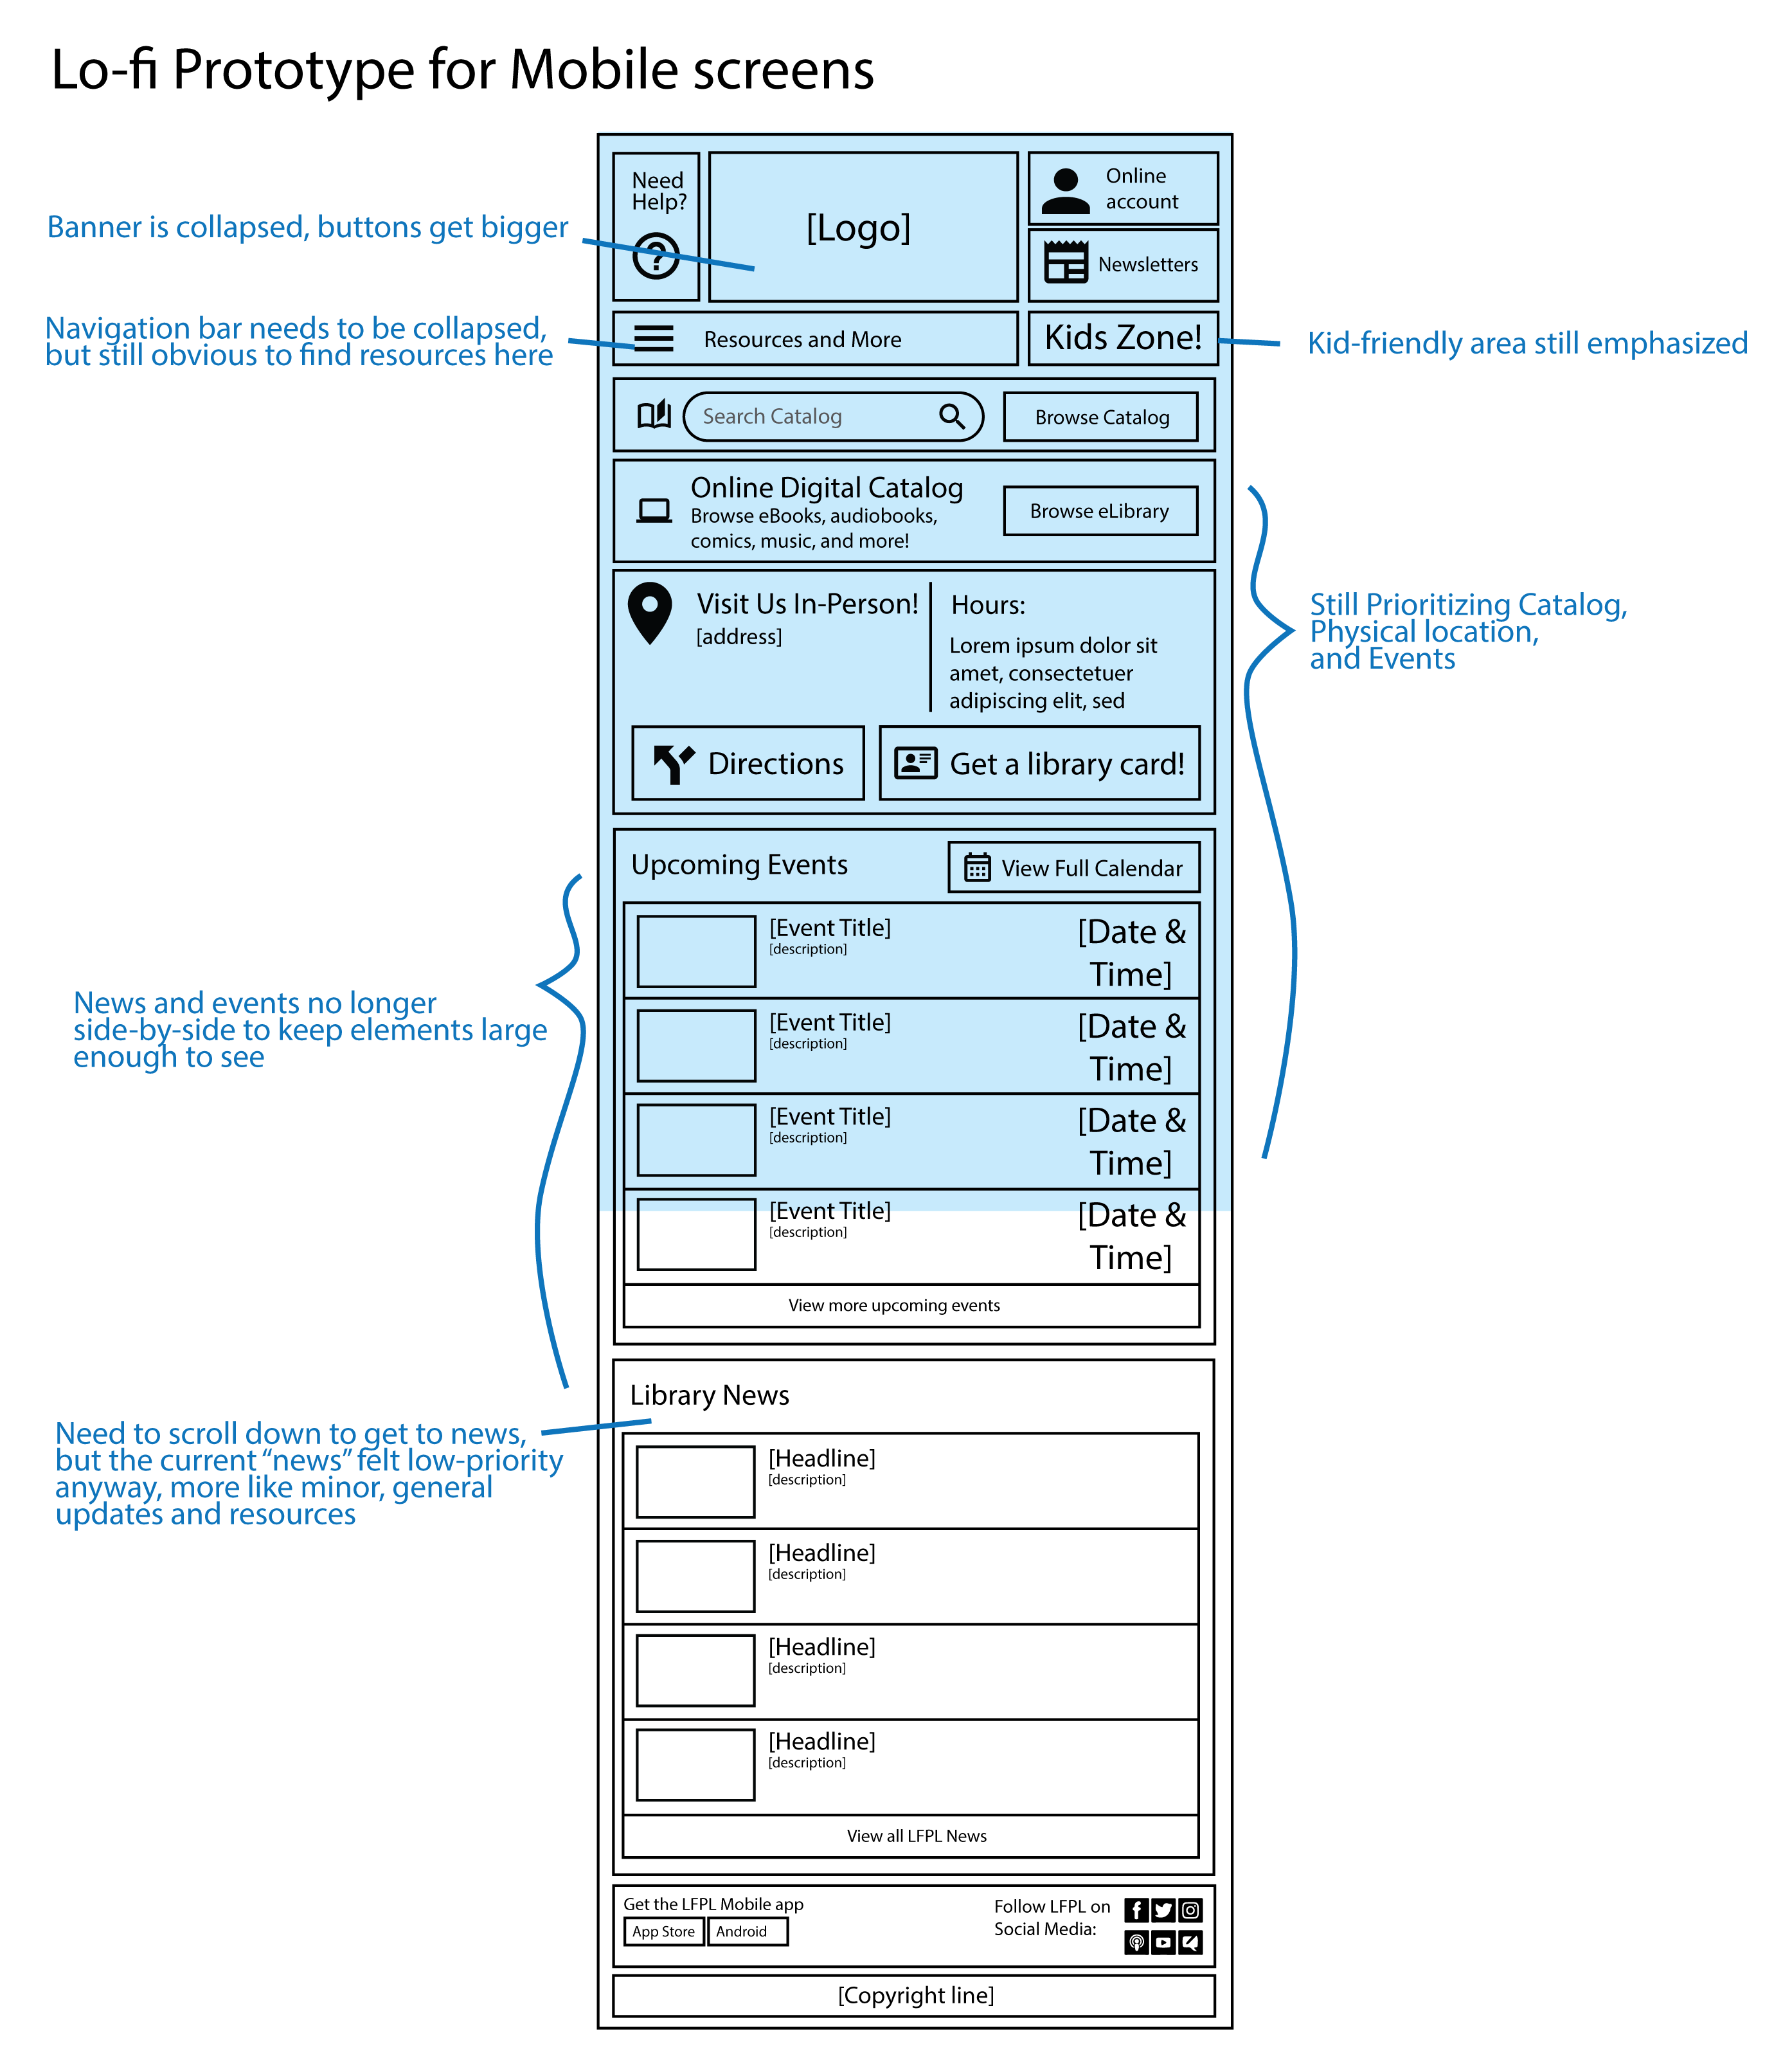 Lo-fi Prototype for Mobile screens
Banner is collapsed, buttons get bigger
Need
Help?
?
[Logo]
Online
account
Newsletters
Navigation bar needs to be collapsed,
but still obvious to find resources here
Resources and More
Kids Zone!
Kid-friendly area still emphasized
Search Catalog
Browse Catalog
Online Digital Catalog
Browse eBooks, audiobooks,
comics, music, and more!
Browse eLibrary
Still Prioritizing Catalog,
Physical location,
and Events
Visit Us In-Person!
[address]
Hours:
Lorem ipsum dolor sit
amet, consectetuer
adipiscing elit, sed
Directions
Get a library card!
Upcoming Events
View Full Calendar
News and events no longer
side-by-side to keep elements large
enough to see
[Event Title]
[description]
[Date &
Time]
[Event Title]
[description]
[Date &
Time]
[Event Title]
[description]
[Date &
Time]
[Event Title]
[description]
[Date &
Time]
View more upcoming events
Need to scroll down to get to news,
but the current “news” felt low-priority
anyway, more like minor, general
updates and resources
Library News
[Headline]
[description]
[Headline]
[description]
[Headline]
[description]
[Headline]
[description]
View all LFPL News
Get the LFPL Mobile app
App Store
Android
Follow LFPL on
Social Media:
[Copyright line]